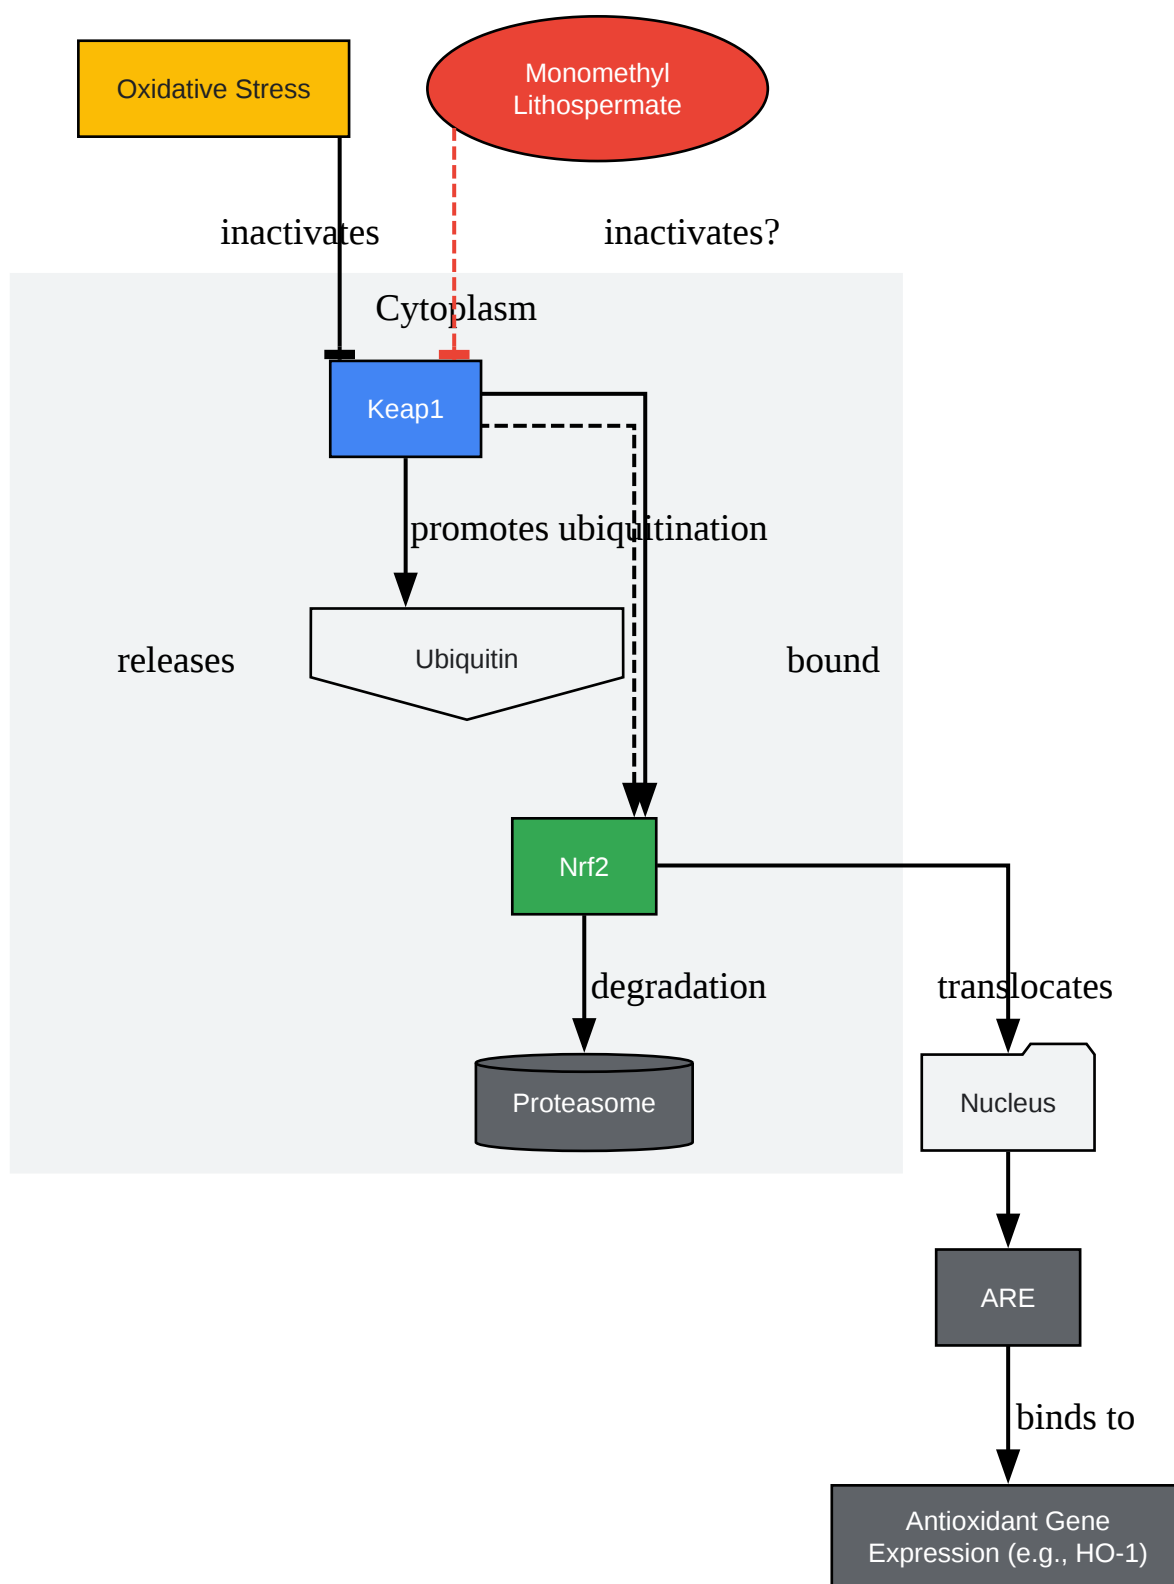 Oxidative Stress
Monomethyl
Lithospermate
inactivates
inactivates?
Cytoplasm
Keap1
promotes ubiquitination
releases
Ubiquitin
bound
Nrf2
degradation
translocates
Proteasome
Nucleus
ARE
binds to
Antioxidant Gene
Expression (e.g., HO-1)